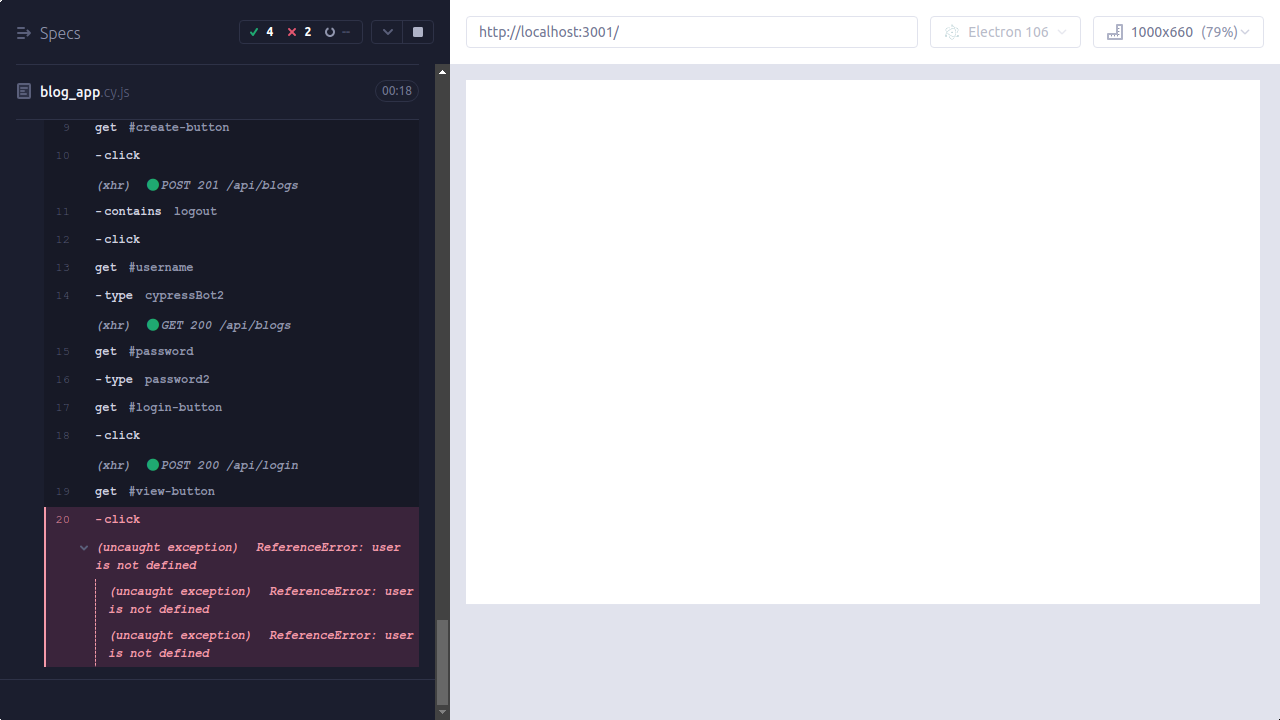 Specs
4 2 --
http://localhost:3001/
Electron 106
1000x660 (79%)
blog_app.cy.js
00:18
9 get #create-button
10 -click
(xhr) POST 201 /api/blogs
11 -contains logout
12 -click
13 get #username
14 -type cypressBot2
(xhr) GET 200 /api/blogs
15 get #password
16 -type password2
17 get #login-button
18 -click
(xhr) POST 200 /api/login
19 get #view-button
20 -click
(uncaught exception) ReferenceError: user
is not defined
(uncaught exception) ReferenceError: user
is not defined
(uncaught exception) ReferenceError: user
is not defined